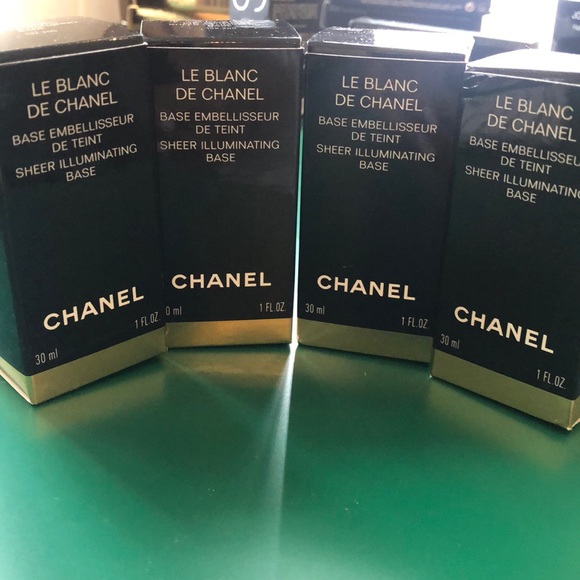 LE BLANC
DE CHANEL
BASE EMBELLISSEUR
DE TEINT
SHEER ILLUMINATING
BASE
CHANEL
30 ml
1 FL.OZ.
LE BLANC
DE CHANEL
BASE EMBELLISSEUR
DE TEINT
SHEER ILLUMINATING
BASE
CHANEL
0 ml
1 FL.OZ.
LE BLANC
DE CHANEL
BASE EMBELLISSEUR
DE TEINT
SHEER ILLUMINATING
BASE
CHANEL
30 ml
1 FL.OZ.
LE BLANC
DE CHANEL
BASE EMBELLISSEU
DE TEINT
SHEER ILLUMINATING
BASE
CHANEL
30 ml
1 FL.OZ.